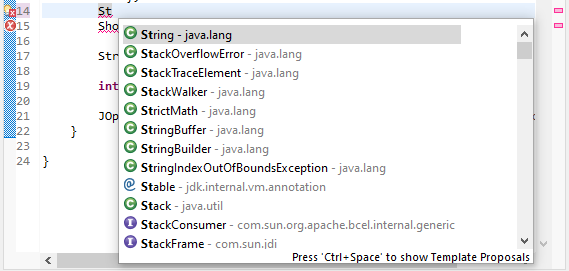 14 St
15 Sho
16
17 Str
18
19 int
20
21 JOp
22 }
23
24 }
String - java.lang
StackOverflowError - java.lang
StackTraceElement - java.lang
StackWalker - java.lang
StrictMath - java.lang
StringBuffer - java.lang
StringBuilder - java.lang
StringIndexOutOfBoundsException - java.lang
Stable - jdk.internal.vm.annotation
Stack - java.util
StackConsumer - com.sun.org.apache.bcel.internal.generic
StackFrame - com.sun.jdi
Press 'Ctrl+Space' to show Template Proposals